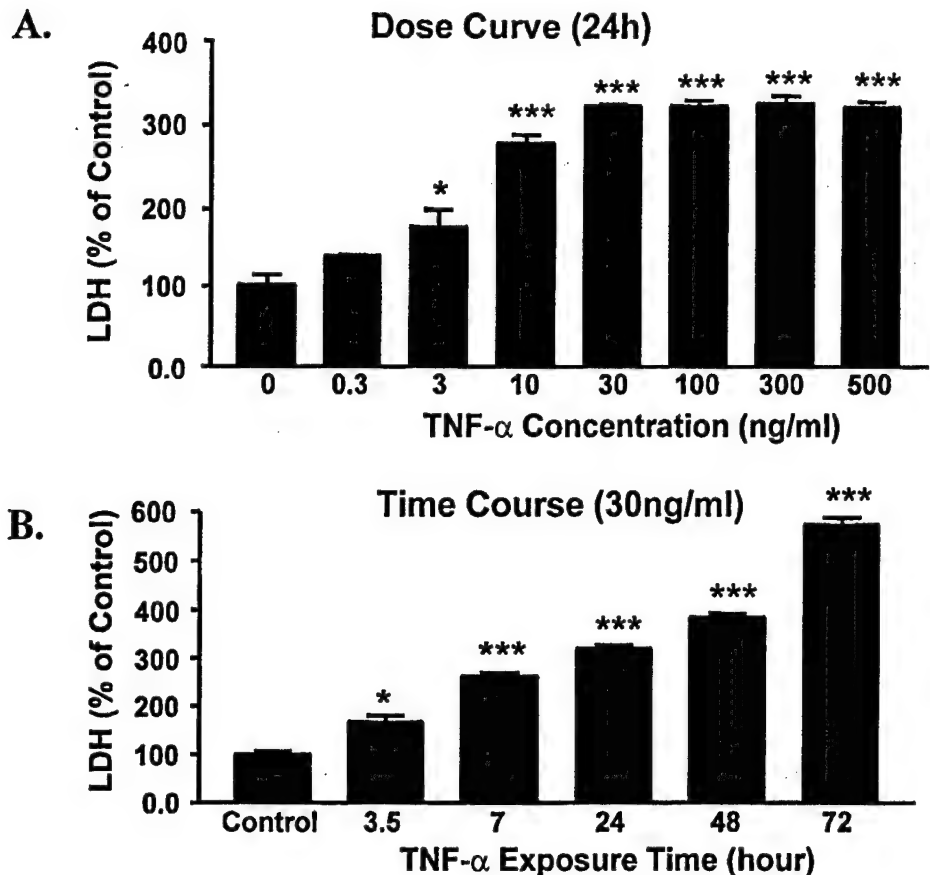 A.
Dose Curve (24h)
LDH (% of Control)
400
300
200
100
0.0
* *** *** *** *** ***
0 0.3 3 10 30 100 300 500
TNF-α Concentration (ng/ml)
B.
Time Course (30ng/ml)
LDH (% of Control)
600
500
400
300
200
100
0.0
* *** *** *** ***
Control 3.5 7 24 48 72
TNF-α Exposure Time (hour)